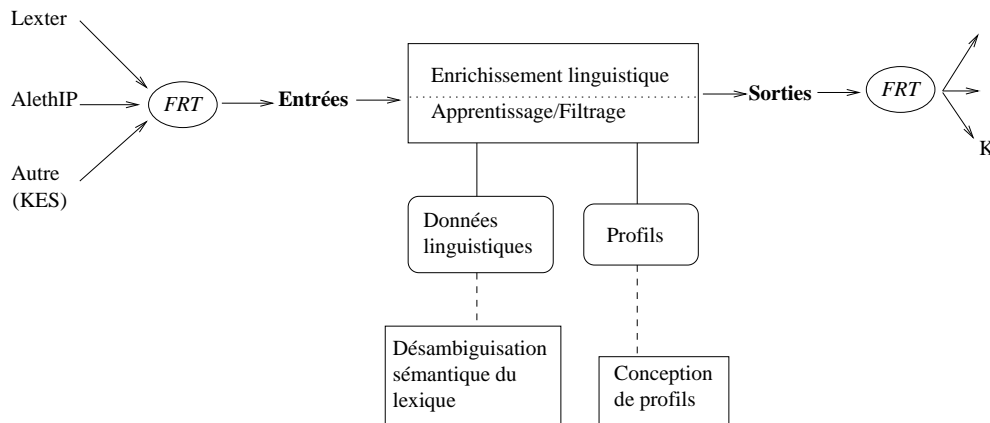 Lexter
AlethIP
Autre
(KES)
FRT
Entrées
Enrichissement linguistique
Apprentissage/Filtrage
Sorties
FRT
K
Données
linguistiques
Profils
Désambiguisation
sémantique du
lexique
Conception
de profils